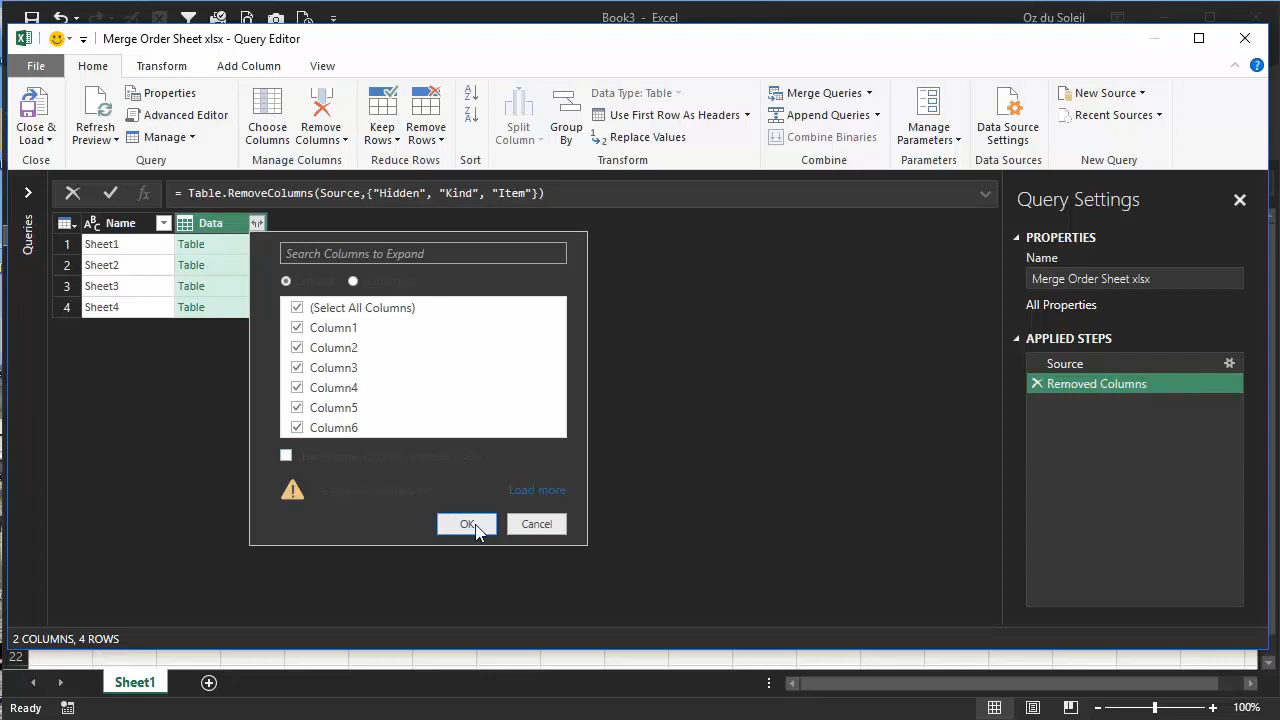 Book3 - Excel
Oz du Soleil
Merge Order Sheet xlsx - Query Editor
File
Home
Transform
Add Column
View
Close &
Load
Close
Refresh
Preview
Properties
Advanced Editor
Manage
Query
Choose
Columns
Remove
Columns
Manage Columns
Keep
Rows
Remove
Rows
Reduce Rows
Sort
Split
Column
Group
By
Data Type: Table
Use First Row As Headers
Replace Values
Transform
Merge Queries
Append Queries
Combine Binaries
Combine
Manage
Parameters
Parameters
Data Source
Settings
Data Sources
New Source
Recent Sources
New Query
Queries
fx
= Table.RemoveColumns(Source,{"Hidden", "Kind", "Item"})
Name
Data
1 Sheet1 Table
2 Sheet2 Table
3 Sheet3 Table
4 Sheet4 Table
Search Columns to Expand
(Select All Columns)
Column1
Column2
Column3
Column4
Column5
Column6
Load more
OK
Cancel
Query Settings
PROPERTIES
Name
Merge Order Sheet xlsx
All Properties
APPLIED STEPS
Source
Removed Columns
2 COLUMNS, 4 ROWS
22
Sheet1
Ready
100%